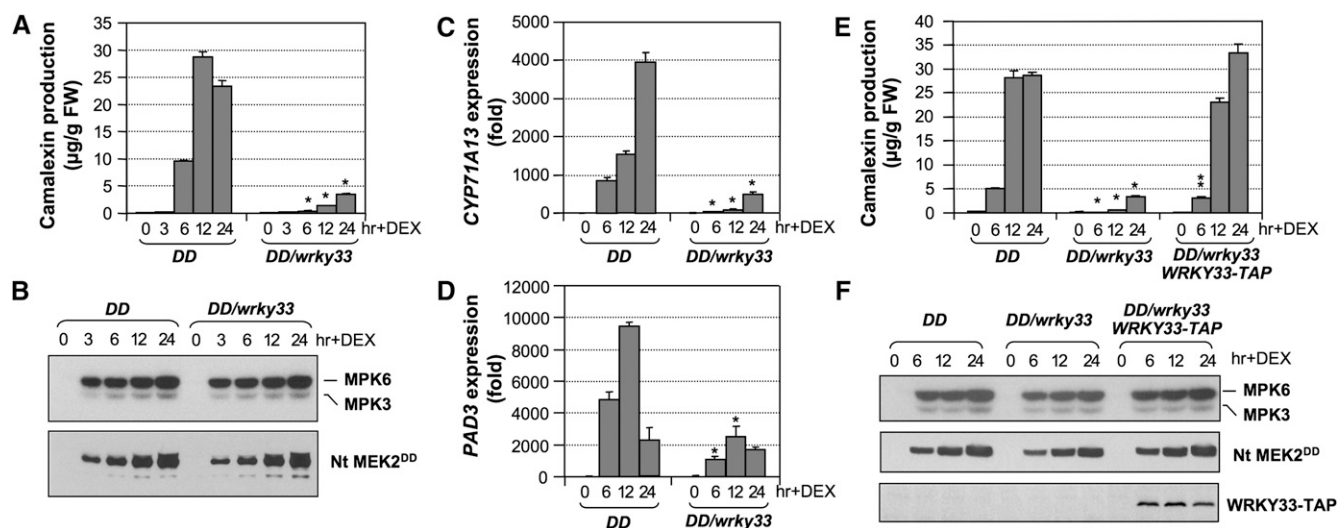 A
Camalexin production
(µg/g FW)
35
30
25
20
15
10
5
0
0 3 6 12 24 0 3 6 12 24 hr+DEX
* * *
DD DD/wrky33
B
DD DD/wrky33
0 3 6 12 24 0 3 6 12 24 hr+DEX
MPK6
MPK3
Nt MEK2DD
C
CYP71A13 expression
(fold)
5000
4000
3000
2000
1000
0
* * *
0 6 12 24 0 6 12 24 hr+DEX
DD DD/wrky33
D
PAD3 expression
(fold)
12000
10000
8000
6000
4000
2000
0
* *
0 6 12 24 0 6 12 24 hr+DEX
DD DD/wrky33
E
Camalexin production
(µg/g FW)
40
35
30
25
20
15
10
5
0
* * * **
0 6 12 24 0 6 12 24 0 6 12 24 hr+DEX
DD DD/wrky33 DD/wrky33
WRKY33-TAP
F
DD DD/wrky33 DD/wrky33
WRKY33-TAP
0 6 12 24 0 6 12 24 0 6 12 24 hr+DEX
MPK6
MPK3
Nt MEK2DD
WRKY33-TAP